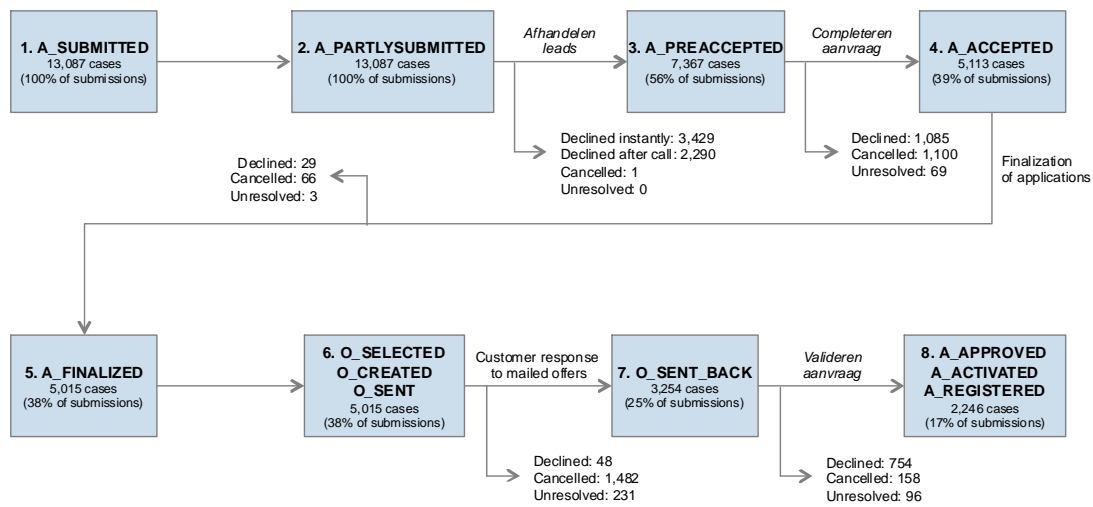 1. A_SUBMITTED
13,087 cases
(100% of submissions)
2. A_PARTLYSUBMITTED
13,087 cases
(100% of submissions)
Afhandelen
leads
3. A_PREACCEPTED
7,367 cases
(56% of submissions)
Completeren
aanvraag
4. A_ACCEPTED
5,113 cases
(39% of submissions)
Declined instantly: 3,429
Declined after call: 2,290
Cancelled: 1
Unresolved: 0
Declined: 1,085
Cancelled: 1,100
Unresolved: 69
Finalization
of applications
Declined: 29
Cancelled: 66
Unresolved: 3
5. A_FINALIZED
5,015 cases
(38% of submissions)
6. O_SELECTED
O_CREATED
O_SENT
5,015 cases
(38% of submissions)
Customer response
to mailed offers
7. O_SENT_BACK
3,254 cases
(25% of submissions)
Valideren
aanvraag
8. A_APPROVED
A_ACTIVATED
A_REGISTERED
2,246 cases
(17% of submissions)
Declined: 48
Cancelled: 1,482
Unresolved: 231
Declined: 754
Cancelled: 158
Unresolved: 96